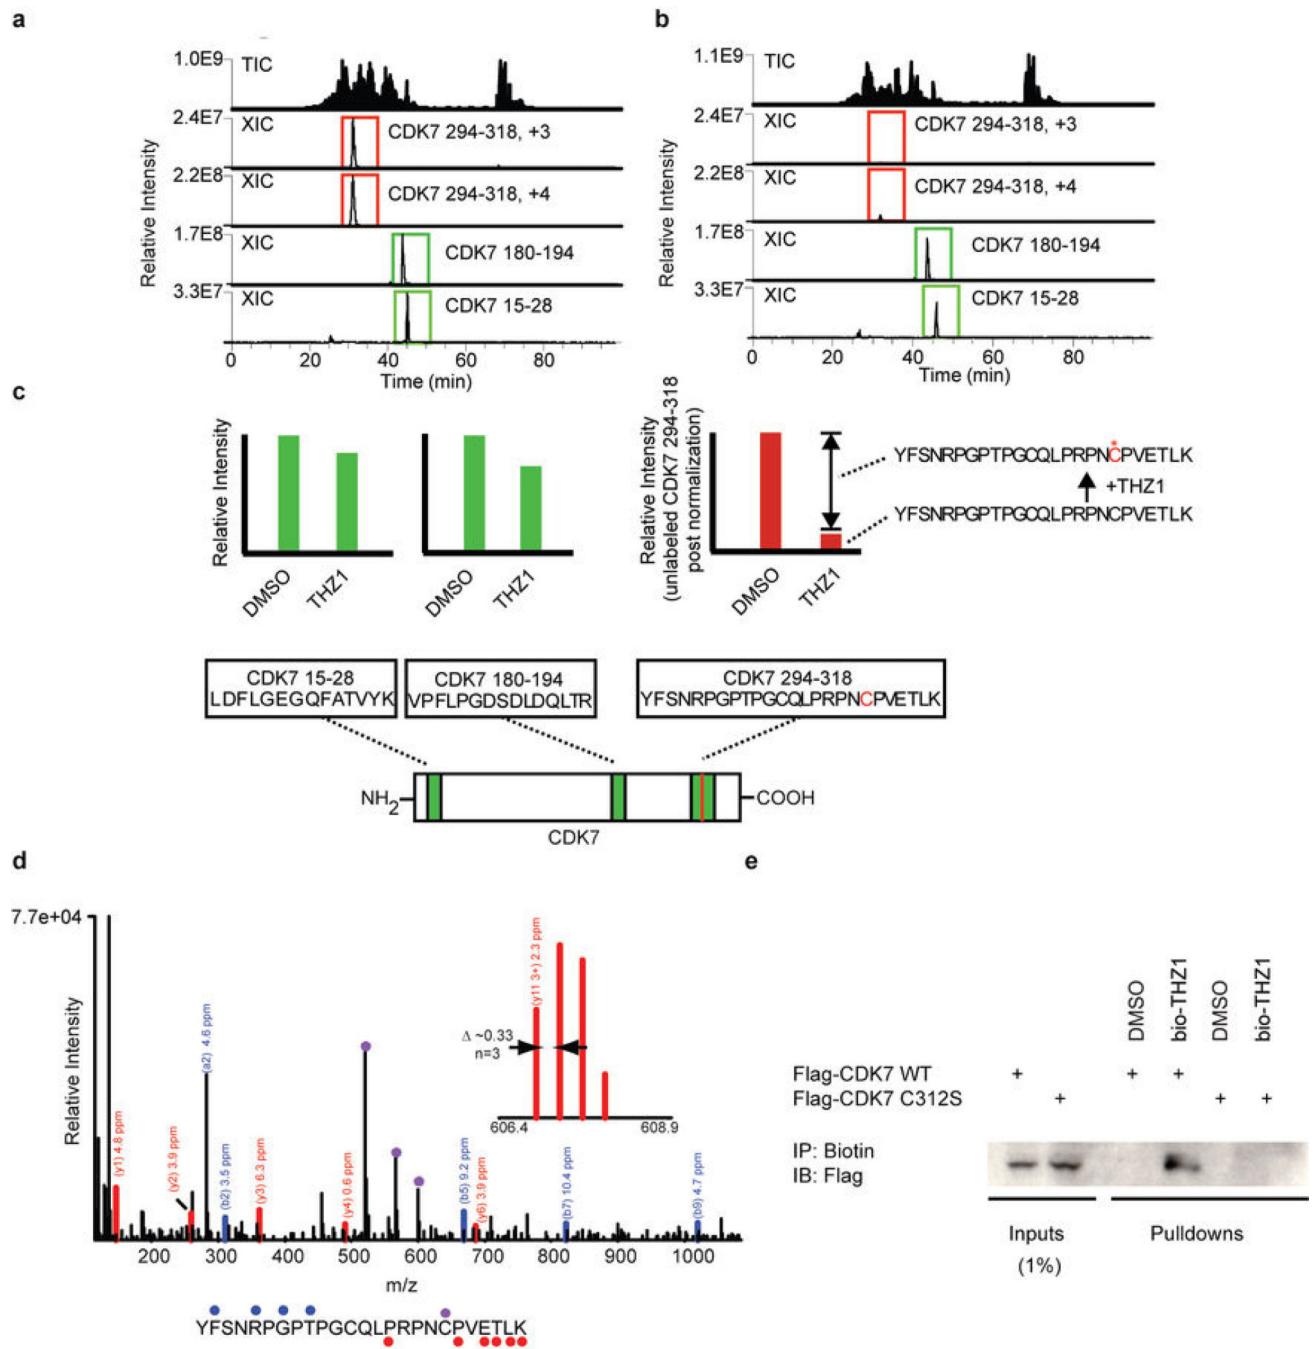 a
1.0E9
TIC
2.4E7
XIC
CDK7 294-318, +3
2.2E8
XIC
CDK7 294-318, +4
1.7E8
XIC
CDK7 180-194
3.3E7
XIC
CDK7 15-28
Relative Intensity
0 20 40 60 80
Time (min)
b
1.1E9
TIC
2.4E7
XIC
CDK7 294-318, +3
2.2E8
XIC
CDK7 294-318, +4
1.7E8
XIC
CDK7 180-194
3.3E7
XIC
CDK7 15-28
Relative Intensity
0 20 40 60 80
Time (min)
c
Relative Intensity
DMSO THZ1
DMSO THZ1
Relative Intensity
(unlabeled CDK7 294-318
post normalization)
DMSO THZ1
*
YFSNRPGPTPGCQLPRPNCPVETLK
+THZ1
YFSNRPGPTPGCQLPRPNCPVETLK
CDK7 15-28
LDFLGEGQFATVYK
CDK7 180-194
VPFLPGDSDLDQLTR
CDK7 294-318
YFSNRPGPTPGCQLPRPNCPVETLK
NH2
COOH
CDK7
d
7.7e+04
Relative Intensity
(y1) 4.8 ppm
(y2) 3.9 ppm
(a2) 4.6 ppm
(b2) 3.5 ppm
(y3) 6.3 ppm
(y4) 0.6 ppm
(b5) 9.2 ppm
(y6) 3.9 ppm
(b7) 10.4 ppm
(b9) 4.7 ppm
(y11 3+) 2.3 ppm
Δ ~0.33
n=3
606.4 608.9
200 300 400 500 600 700 800 900 1000
m/z
YFSNRPGPTPGCQLPRPNCPVETLK
e
DMSO
bio-THZ1
DMSO
bio-THZ1
Flag-CDK7 WT + + +
Flag-CDK7 C312S + + +
IP: Biotin
IB: Flag
Inputs
(1%)
Pulldowns